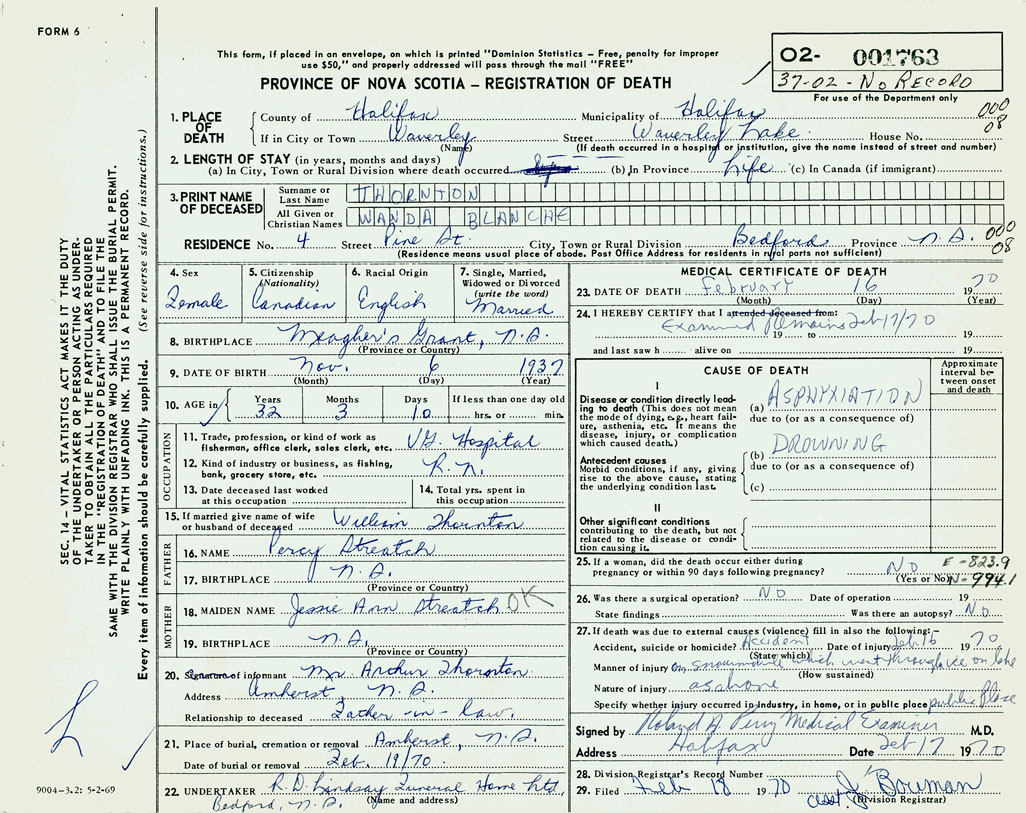 FORM 6
This form, if placed in an envelope, on which is printed "Dominion Statistics – Free, penalty for improper
use $50," and properly addressed will pass through the mail "FREE"
PROVINCE OF NOVA SCOTIA – REGISTRATION OF DEATH
O2- 001763
37-02 - NO RECORD
For use of the Department only
1. PLACE OF DEATH
County of Halifax Municipality of Halifax 000
If in City or Town Waverley Street Waverley Lake House No. 08
(Name) (If death occurred in a hospital or institution, give the name instead of street and number)
2. LENGTH OF STAY (in years, months and days)
(a) In City, Town or Rural Division where death occurred (b) In Province Life (c) In Canada (if immigrant)
3. PRINT NAME OF DECEASED
Surname or Last Name THORNTON
All Given or Christian Names WANDA BLANCHE
RESIDENCE No. 4 Street Pine St. City, Town or Rural Division Bedford Province N.S. 000 08
(Residence means usual place of abode. Post Office Address for residents in rural parts not sufficient)
4. Sex Female
5. Citizenship (Nationality) Canadian
6. Racial Origin English
7. Single, Married, Widowed or Divorced (write the word) Married
8. BIRTHPLACE Meagher's Grant, N.S.
(Province or Country)
9. DATE OF BIRTH Nov. 6 1937
(Month) (Day) (Year)
10. AGE in Years 32 Months 3 Days 10 If less than one day old hrs. or min.
OCCUPATION
11. Trade, profession, or kind of work as fisherman, office clerk, sales clerk, etc. VG. Hospital
12. Kind of industry or business, as fishing, bank, grocery store, etc. R.N.
13. Date deceased last worked at this occupation
14. Total yrs. spent in this occupation
15. If married give name of wife or husband of deceased William Thornton
FATHER
16. NAME Percy Streatch
17. BIRTHPLACE N.S.
(Province or Country)
MOTHER
18. MAIDEN NAME Jessie Ann Streatch OK
19. BIRTHPLACE N.S.
(Province or Country)
20. Signature of informant Mr. Arthur Thornton
Address Amherst, N.S.
Relationship to deceased Father-in-law.
21. Place of burial, cremation or removal Amherst, N.S.
Date of burial or removal Feb. 19/70
22. UNDERTAKER R.D. Lindsay Funeral Home Ltd.,
Bedford, N.S. (Name and address)
MEDICAL CERTIFICATE OF DEATH
23. DATE OF DEATH February 16 1970
(Month) (Day) (Year)
24. I HEREBY CERTIFY that I attended deceased from:
Examined Remains Feb 17/70
19 to 19
and last saw h alive on 19
CAUSE OF DEATH
Approximate interval between onset and death
I
Disease or condition directly leading to death (This does not mean the mode of dying, e.g., heart failure, asthenia, etc. It means the disease, injury, or complication which caused death.)
(a) ASPHYXIATION
due to (or as a consequence of)
DROWNING
Antecedent causes
Morbid conditions, if any, giving rise to the above cause, stating the underlying condition last.
(b)
due to (or as a consequence of)
(c)
II
Other significant conditions
contributing to the death, but not related to the disease or condition causing it.
25. If a woman, did the death occur either during pregnancy or within 90 days following pregnancy? No
(Yes or No)
E - 823.9
N - 994.1
26. Was there a surgical operation? NO Date of operation 19
State findings Was there an autopsy? NO
27. If death was due to external causes (violence) fill in also the following:–
Accident, suicide or homicide? Accident Date of injury Feb 16 1970
(State which)
Manner of injury on snowmobile which went through ice on lake
(How sustained)
Nature of injury as above
Specify whether injury occurred in industry, in home, or in public place public place
Signed by Roland A. Perry Medical Examiner M.D.
Address Halifax Date Feb 17 1970
28. Division Registrar's Record Number
29. Filed Feb 18 1970 asst. J Bowman
(Division Registrar)
SEC. 14 – VITAL STATISTICS ACT MAKES IT THE DUTY
OF THE UNDERTAKER OR PERSON ACTING AS UNDER-
TAKER TO OBTAIN ALL THE PARTICULARS REQUIRED
IN THE "REGISTRATION OF DEATH" AND TO FILE THE
SAME WITH THE DIVISION REGISTRAR WHO SHALL ISSUE THE BURIAL PERMIT.
WRITE PLAINLY WITH UNFADING INK. THIS IS A PERMANENT RECORD.
Every item of information should be carefully supplied. (See reverse side for instructions.)
9004-3.2: 5-2-69